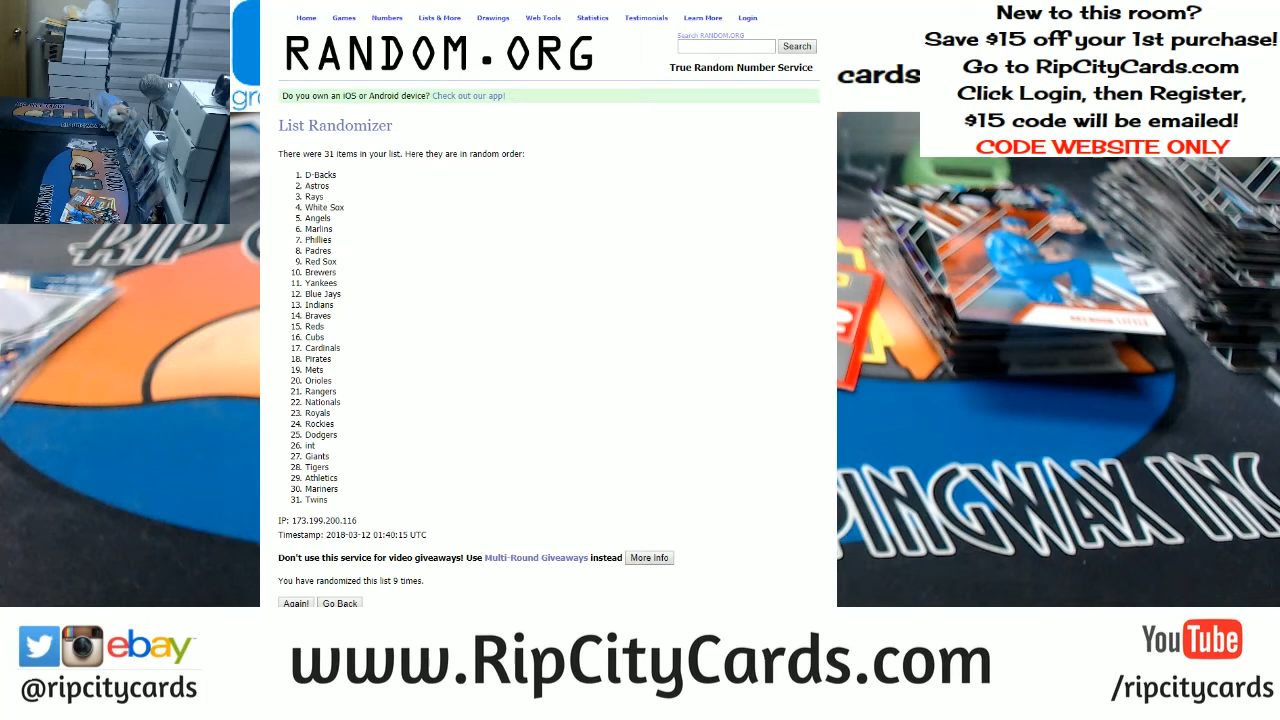 Home Games Numbers Lists & More Drawings Web Tools Statistics Testimonials Learn More Login
RANDOM.ORG
Search RANDOM.ORG
Search
True Random Number Service
Do you own an iOS or Android device? Check out our app!
List Randomizer
There were 31 items in your list. Here they are in random order:
1. D-Backs
2. Astros
3. Rays
4. White Sox
5. Angels
6. Marlins
7. Phillies
8. Padres
9. Red Sox
10. Brewers
11. Yankees
12. Blue Jays
13. Indians
14. Braves
15. Reds
16. Cubs
17. Cardinals
18. Pirates
19. Mets
20. Orioles
21. Rangers
22. Nationals
23. Royals
24. Rockies
25. Dodgers
26. int
27. Giants
28. Tigers
29. Athletics
30. Mariners
31. Twins
IP: 173.199.200.116
Timestamp: 2018-03-12 01:40:15 UTC
Don't use this service for video giveaways! Use Multi-Round Giveaways instead More Info
You have randomized this list 9 times.
Again! Go Back
New to this room?
Save $15 off your 1st purchase!
Go to RipCityCards.com
Click Login, then Register,
$15 code will be emailed!
CODE WEBSITE ONLY
cards
gro
RIP
PINGWAX INC
ebay
@ripcitycards
www.RipCityCards.com
YouTube
/ripcitycards